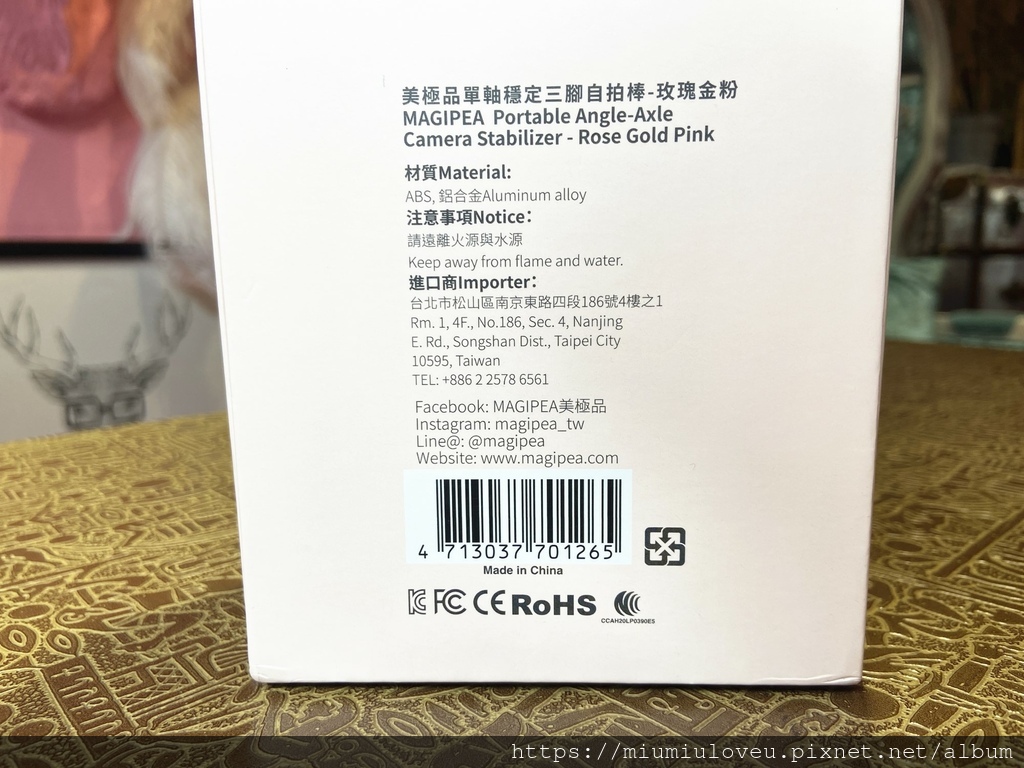 美極品單軸穩定三腳自拍棒-玫瑰金粉
MAGIPEA Portable Angle-Axle
Camera Stabilizer - Rose Gold Pink
材質Material:
ABS, 鋁合金Aluminum alloy
注意事項Notice:
請遠離火源與水源
Keep away from flame and water.
進口商Importer:
台北市松山區南京東路四段186號4樓之1
Rm. 1, 4F., No.186, Sec. 4, Nanjing
E. Rd., Songshan Dist., Taipei City
10595, Taiwan
TEL: +886 2 2578 6561
Facebook: MAGIPEA美極品
Instagram: magipea_tw
Line@: @magipea
Website: www.magipea.com
4 713037 701265
Made in China
FC CE RoHS
CCAH20LP0390E5
https://miumiuloveu.pixnet.net/album